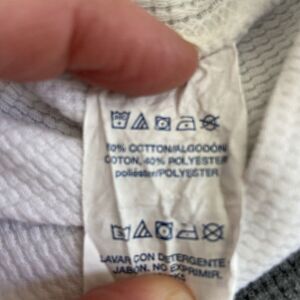 60% COTTON/ALGODÓN/
COTON, 40% POLYESTER/
poliéster/POLYESTER
LAVAR CON DETERGENTE
JABON. NO EXPRIMIR.